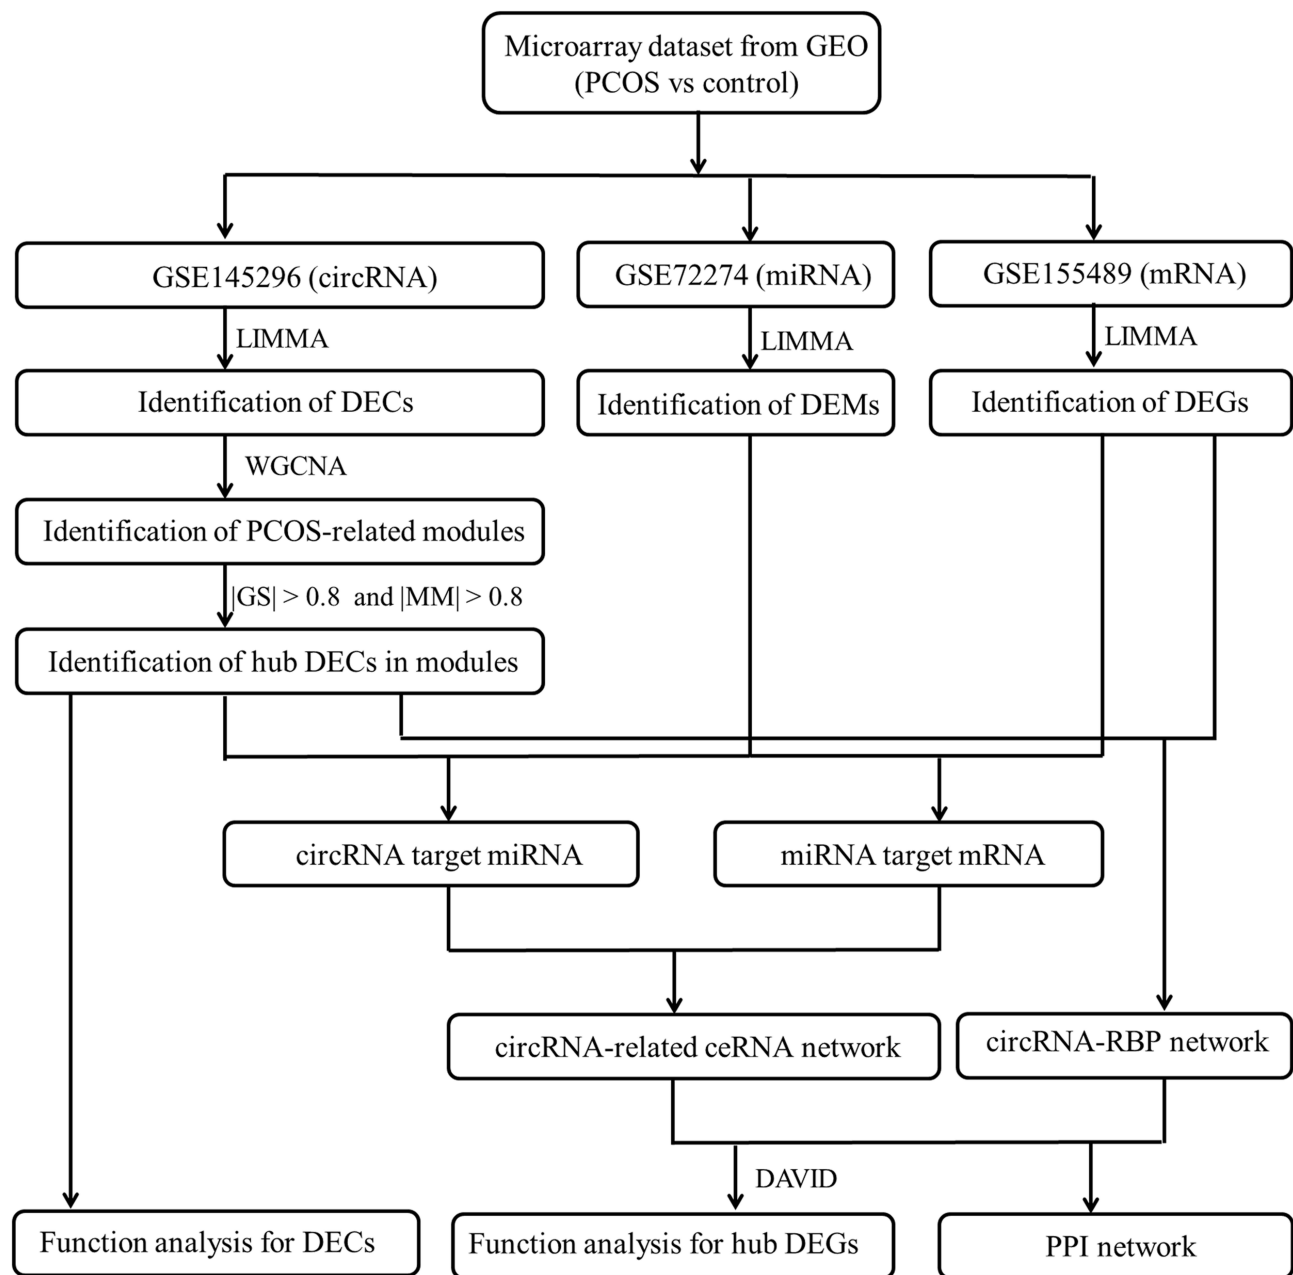 Microarray dataset from GEO
(PCOS vs control)
GSE145296 (circRNA)
GSE72274 (miRNA)
GSE155489 (mRNA)
LIMMA
LIMMA
LIMMA
Identification of DECs
Identification of DEMs
Identification of DEGs
WGCNA
Identification of PCOS-related modules
|GS| > 0.8 and |MM| > 0.8
Identification of hub DECs in modules
circRNA target miRNA
miRNA target mRNA
circRNA-related ceRNA network
circRNA-RBP network
DAVID
Function analysis for DECs
Function analysis for hub DEGs
PPI network